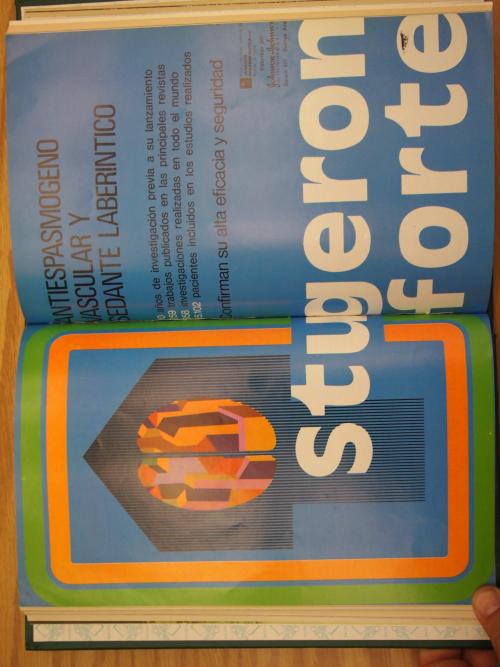 ANTIESPASMOGENO
VASCULAR Y
SEDANTE LABERINTICO
años de investigación previa a su lanzamiento
trabajos publicados en las principales revistas
investigaciones realizadas en todo el mundo
pacientes incluidos en los estudios realizados
confirman su alta eficacia y seguridad
stugeron
forte